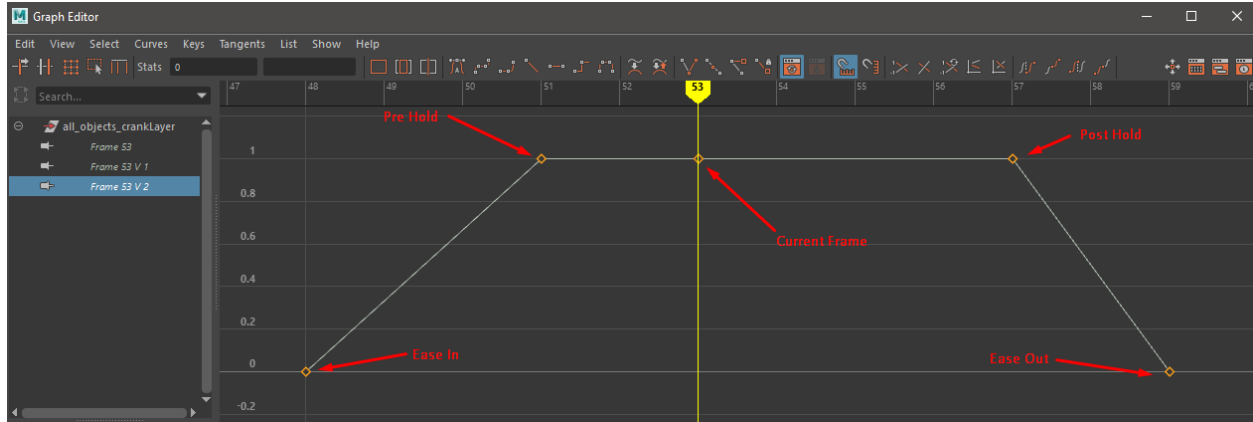 Graph Editor
Edit View Select Curves Keys Tangents List Show Help
Stats 0
Search...
47 48 49 50 51 52 53 54 55 56 57 58 59
all_objects_crankLayer
Frame 53
Frame 53 V 1
Frame 53 V 2
Pre Hold
Post Hold
1
0.8
0.6
Current Frame
0.4
0.2
Ease In
Ease Out
0
-0.2